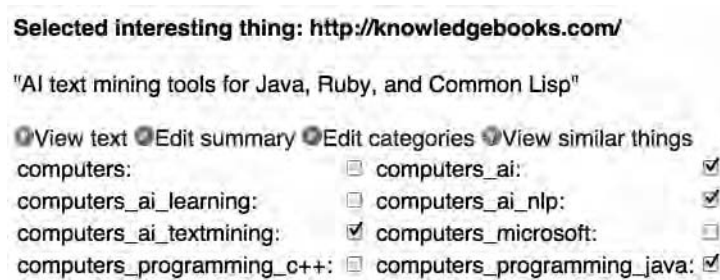 Selected interesting thing: http://knowledgebooks.com/
"AI text mining tools for Java, Ruby, and Common Lisp"
View text Edit summary Edit categories View similar things
computers: computers_ai:
computers_ai_learning: computers_ai_nlp:
computers_ai_textmining: computers_microsoft:
computers_programming_c++: computers_programming_java: